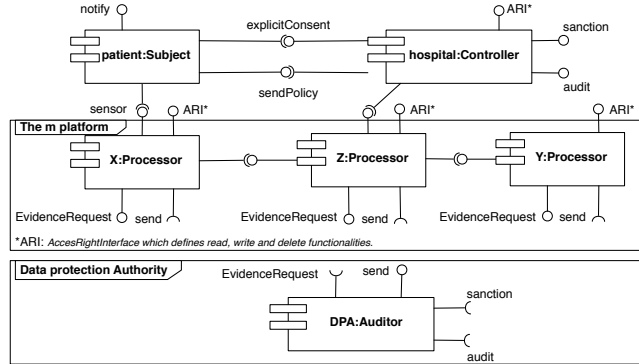 notify
explicitConsent
ARI*
sanction
patient:Subject
hospital:Controller
audit
sendPolicy
sensor
ARI*
ARI*
ARI*
The m platform
X:Processor
Z:Processor
Y:Processor
EvidenceRequest
send
EvidenceRequest
send
EvidenceRequest
send
*ARI: AccesRightInterface which defines read, write and delete functionalities.
Data protection Authority
EvidenceRequest
send
sanction
DPA:Auditor
audit